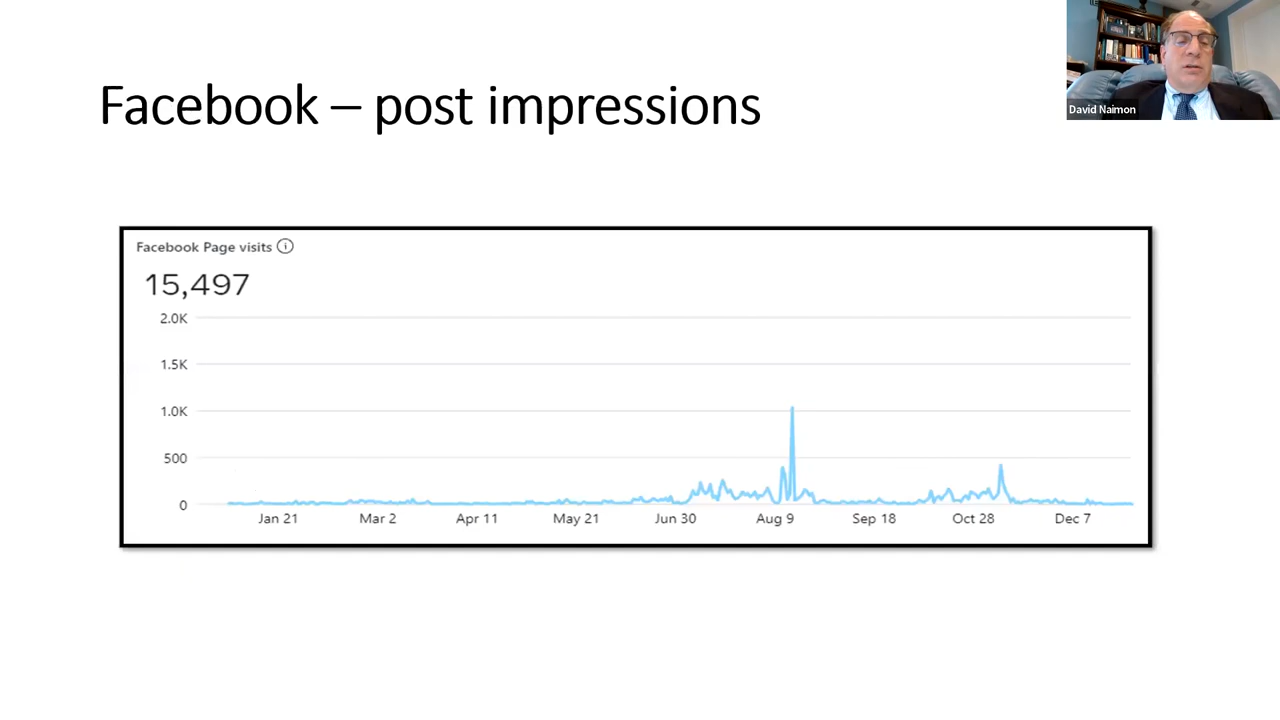 Facebook – post impressions
David Naimon
Facebook Page visits
15,497
2.0K
1.5K
1.0K
500
0
Jan 21 Mar 2 Apr 11 May 21 Jun 30 Aug 9 Sep 18 Oct 28 Dec 7